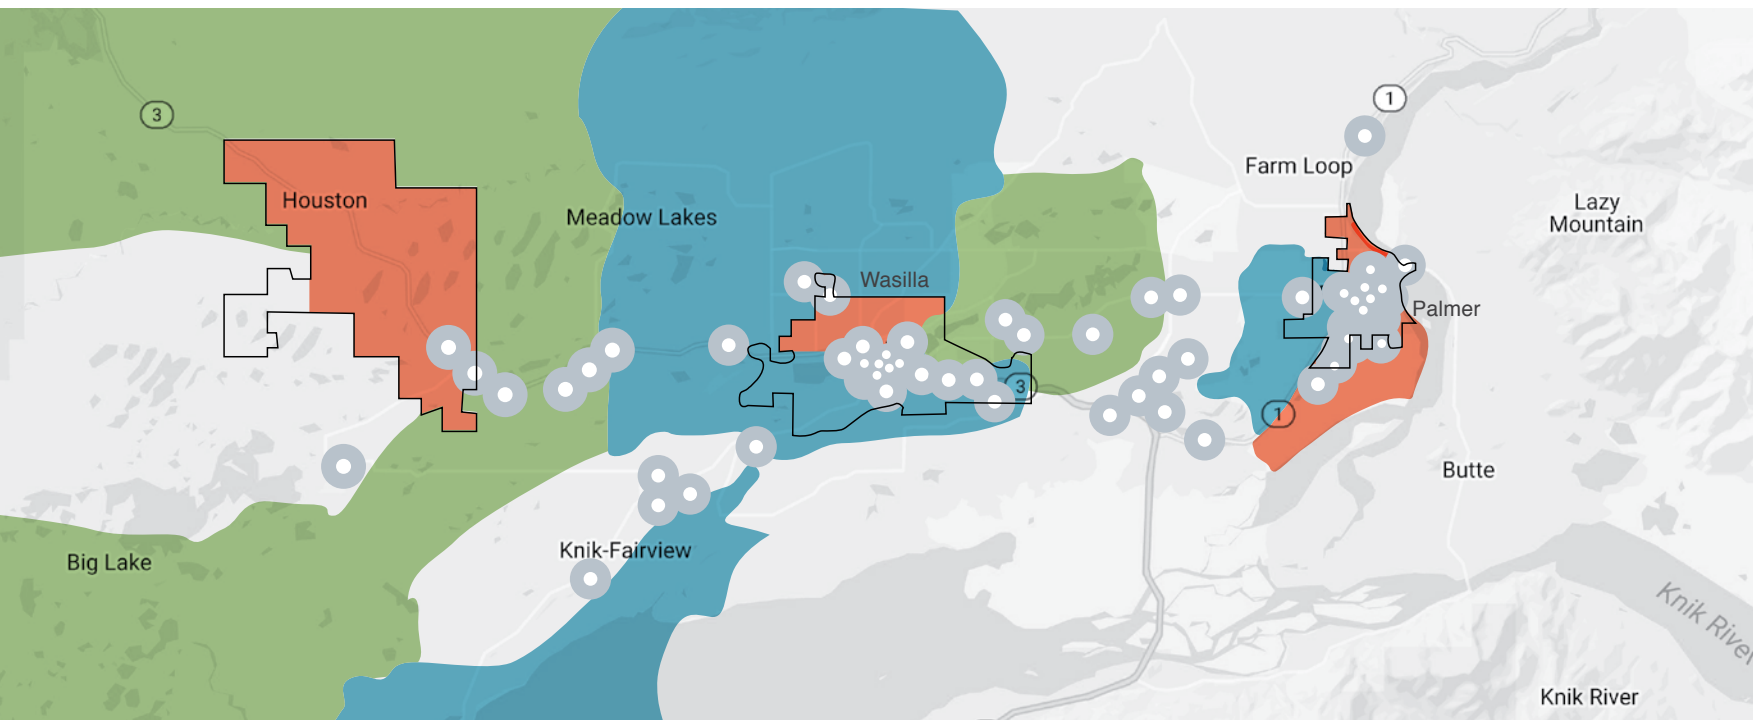 1
3
Farm Loop
Houston
Lazy
Mountain
Meadow Lakes
Wasilla
Palmer
3
1
Butte
Knik-Fairview
Big Lake
Knik River
Knik River